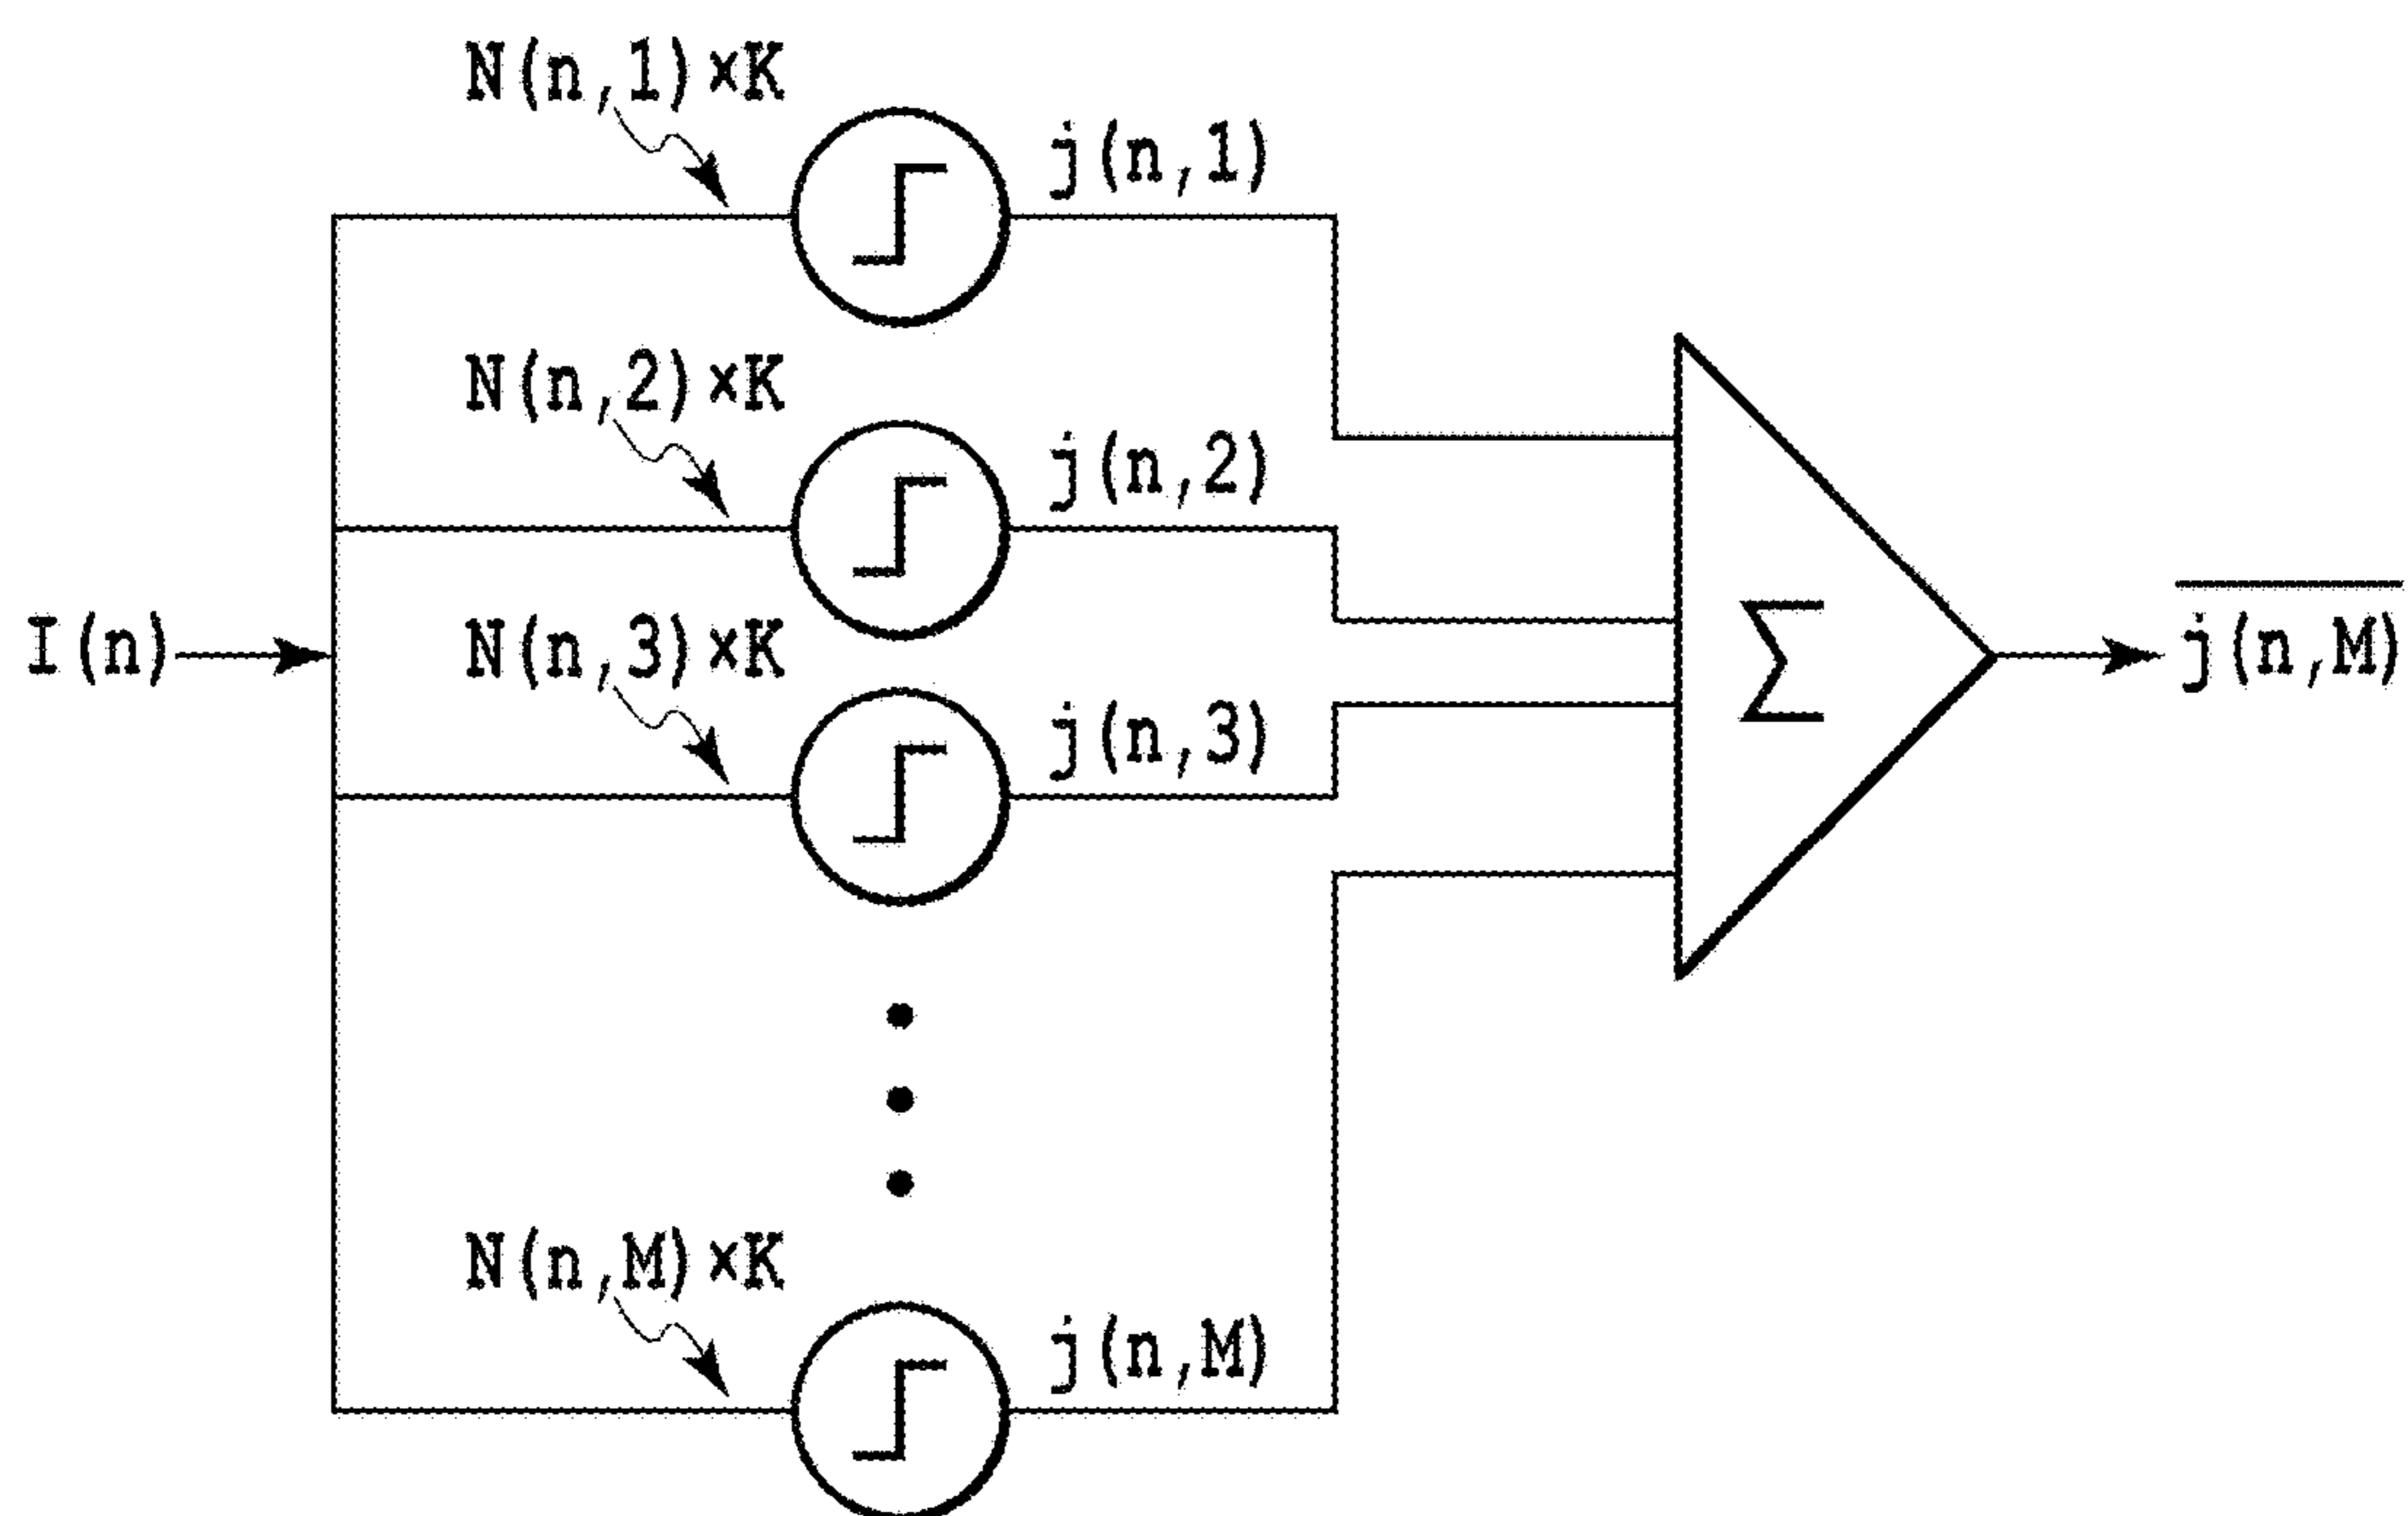 N(n,1)×K
j(n,1)
N(n,2)×K
j(n,2)
I(n)
N(n,3)×K
j(n,3)
Σ
j(n,M)
N(n,M)×K
j(n,M)